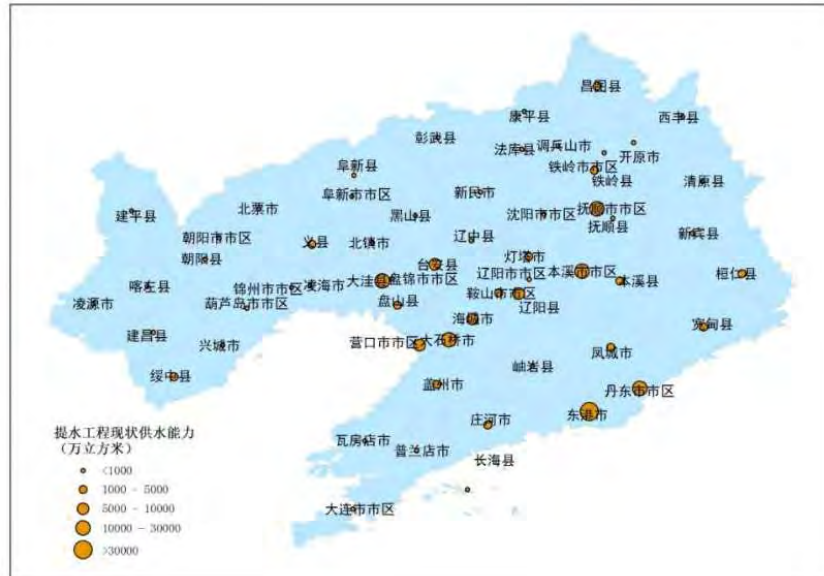 昌图县
康平县
西丰县
彰武县
法库县
调兵山市
开原市
阜新县
铁岭市市区
铁岭县
清原县
阜新市市区
新民市
北票市
建平县
黑山县
沈阳市市区
抚顺市市区
抚顺县
朝阳市市区
义县
北镇市
辽中县
新宾县
朝阳县
台安县
灯塔市
喀左县
锦州市市区
凌海市
大洼县
盘锦市市区
辽阳市市区
本溪市市区
本溪县
桓仁县
凌源市
葫芦岛市市区
盘山县
鞍山市市区
辽阳县
建昌县
兴城市
海城市
宽甸县
营口市市区
大石桥市
凤城市
绥中县
岫岩县
盖州市
丹东市市区
庄河市
东港市
提水工程现状供水能力
（万立方米）
瓦房店市
普兰店市
长海县
<1000
1000 - 5000
大连市市区
5000 - 10000
10000 - 30000
>30000